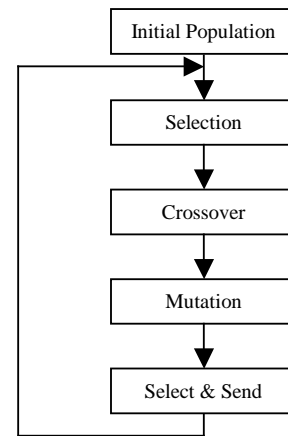 Initial Population
Selection
Crossover
Mutation
Select & Send